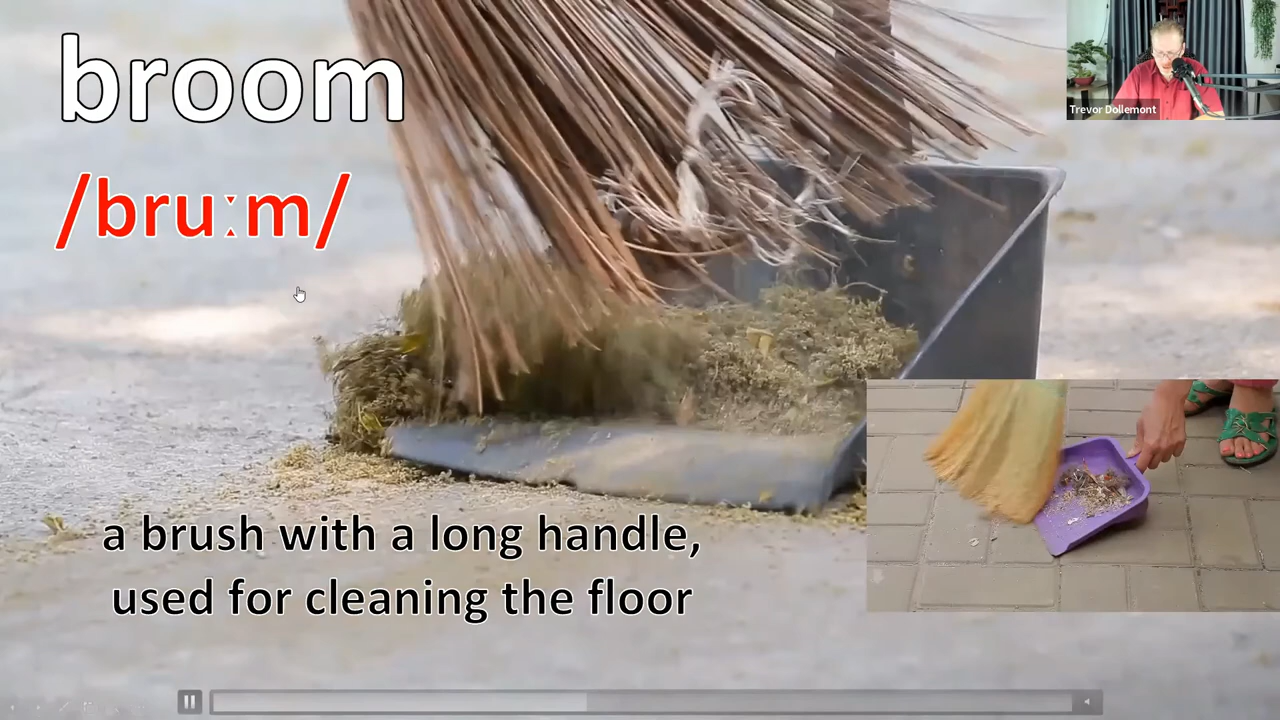 broom
/bruːm/
Trevor Dollemont
a brush with a long handle,
used for cleaning the floor